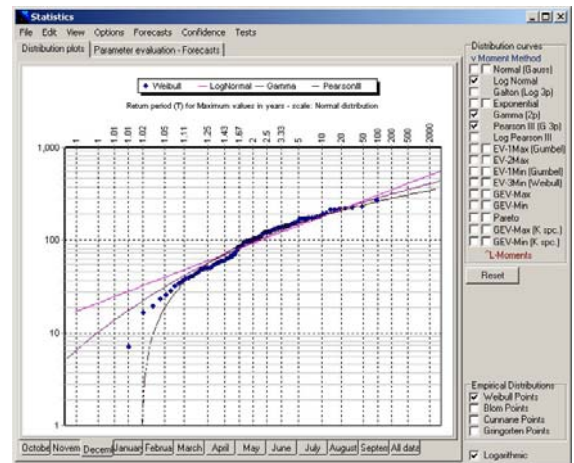 Statistics
File Edit View Options Forecasts Confidence Tests
Distribution plots Parameter evaluation - Forecasts
Weibull LogNormal Gamma PearsonIII
Return period (T) for Maximum values in years - scale: Normal distribution
1 1 1.01 1.01 1.02 1.05 1.11 1.25 1.43 1.67 2 2.5 3.33 5 10 20 50 100 200 500 2000
1,000
100
10
1
October Novem Decemb Januar Februa March April May June July August Septen All data
Distribution curves
v Moment Method
Normal (Gauss)
Log Normal
Galton (Log 3p)
Exponential
Gamma (2p)
Pearson III (G 3p)
Log Pearson III
EV-1Max (Gumbel)
EV-2Max
EV-1Min (Gumbel)
EV-3Min (Weibull)
GEV-Max
GEV-Min
Pareto
GEV-Max (K spc.)
GEV-Min (K spc.)
^L-Moments
Reset
Empirical Distributions
Weibull Points
Blom Points
Cunnane Points
Gringorten Points
Logarithmic